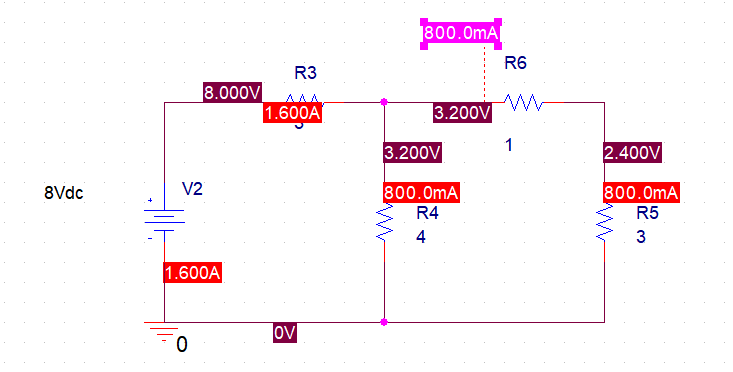 800.0mA
R6
R3
8.000V
1.600A
3.200V
3
1
3.200V
2.400V
8Vdc
V2
800.0mA
800.0mA
R4
R5
4
3
1.600A
0V
0